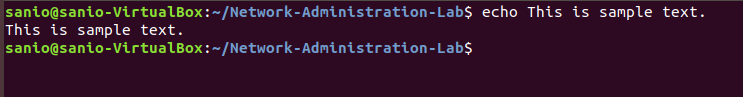 sanio@sanio-VirtualBox:~/Network-Administration-Lab$ echo This is sample text.
This is sample text.
sanio@sanio-VirtualBox:~/Network-Administration-Lab$